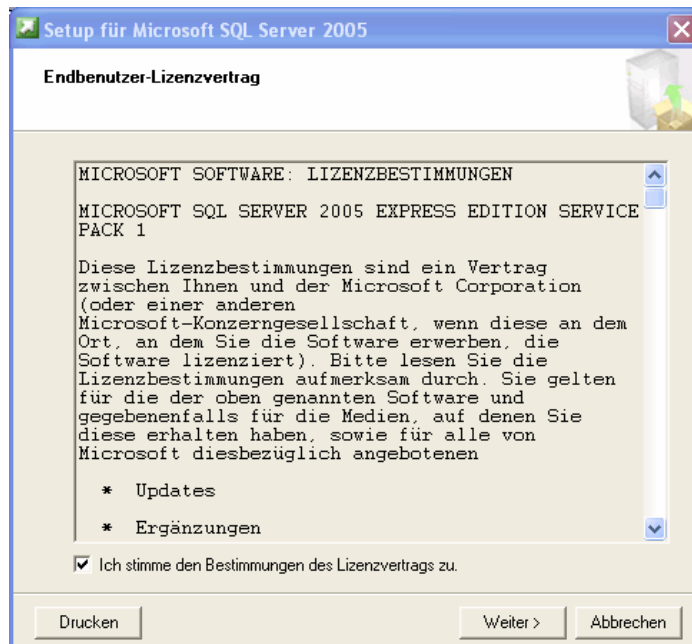 Setup für Microsoft SQL Server 2005
Endbenutzer-Lizenzvertrag
MICROSOFT SOFTWARE: LIZENZBESTIMMUNGEN
MICROSOFT SQL SERVER 2005 EXPRESS EDITION SERVICE
PACK 1
Diese Lizenzbestimmungen sind ein Vertrag
zwischen Ihnen und der Microsoft Corporation
(oder einer anderen
Microsoft-Konzerngesellschaft, wenn diese an dem
Ort, an dem Sie die Software erwerben, die
Software lizenziert). Bitte lesen Sie die
Lizenzbestimmungen aufmerksam durch. Sie gelten
für die der oben genannten Software und
gegebenenfalls für die Medien, auf denen Sie
diese erhalten haben, sowie für alle von
Microsoft diesbezüglich angebotenen
* Updates
* Ergänzungen
Ich stimme den Bestimmungen des Lizenzvertrags zu.
Drucken
Weiter >
Abbrechen